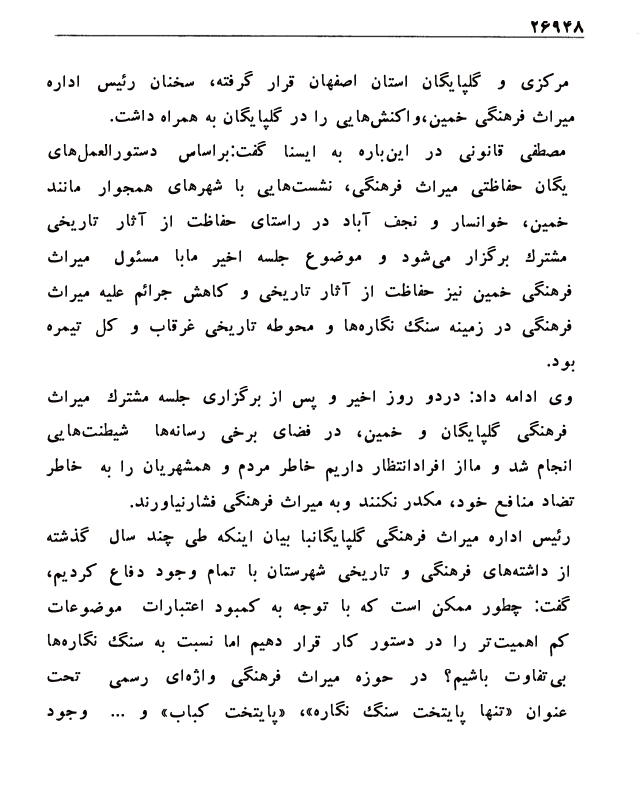 ۲۶۹۴۸
مرکزی و گلپایگان استان اصفهان قرار گرفته، سخنان رئیس اداره
میراث فرهنگی خمین،واکنش‌هایی را در گلپایگان به همراه داشت.
مصطفی قانونی در این‌باره به ایسنا گفت:براساس دستورالعمل‌های
یگان حفاظتی میراث فرهنگی، نشست‌هایی با شهرهای همجوار مانند
خمین، خوانسار و نجف آباد در راستای حفاظت از آثار تاریخی
مشترك برگزار می‌شود و موضوع جلسه اخیر مابا مسئول میراث
فرهنگی خمین نیز حفاظت از آثار تاریخی و کاهش جرائم علیه میراث
فرهنگی در زمینه سنگ نگاره‌ها و محوطه تاریخی غرقاب و کل تیمره
بود.
وی ادامه داد: دردو روز اخیر و پس از برگزاری جلسه مشترك میراث
فرهنگی گلپایگان و خمین، در فضای برخی رسانه‌ها شیطنت‌هایی
انجام شد و مااز افرادانتظار داریم خاطر مردم و همشهریان را به خاطر
تضاد منافع خود، مکدر نکنند وبه میراث فرهنگی فشارنیاورند.
رئیس اداره میراث فرهنگی گلپایگانبا بیان اینکه طی چند سال گذشته
از داشته‌های فرهنگی و تاریخی شهرستان با تمام وجود دفاع کردیم،
گفت: چطور ممکن است که با توجه به کمبود اعتبارات موضوعات
کم اهمیت‌تر را در دستور کار قرار دهیم اما نسبت به سنگ نگاره‌ها
بی‌تفاوت باشیم؟ در حوزه میراث فرهنگی واژه‌ای رسمی تحت
عنوان «تنها پایتخت سنگ نگاره»، «پایتخت کباب» و ... وجود